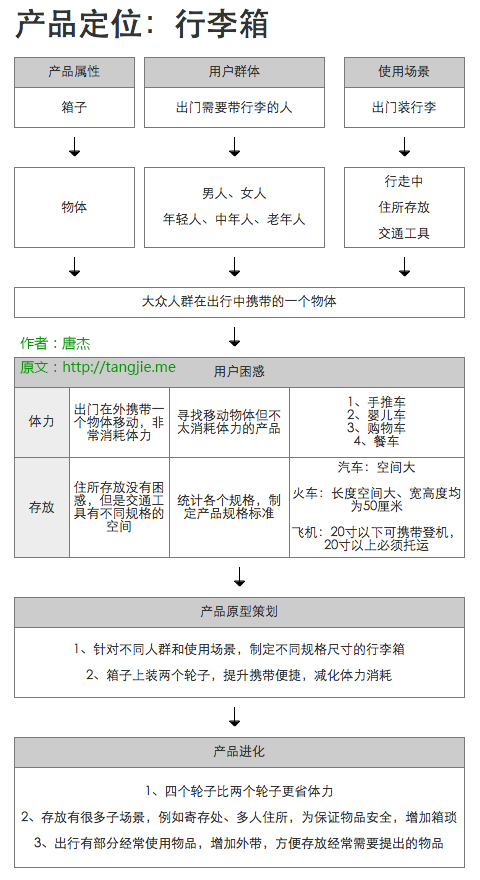 产品定位：行李箱
产品属性
用户群体
使用场景
箱子
出门需要带行李的人
出门装行李
物体
男人、女人
年轻人、中年人、老年人
行走中
住所存放
交通工具
大众人群在出行中携带的一个物体
作者：唐杰
原文：http://tangjie.me
用户困惑
体力
出门在外携带一
个物体移动，非
常消耗体力
寻找移动物体但不
太消耗体力的产品
1、手推车
2、婴儿车
3、购物车
4、餐车
存放
住所存放没有困
惑，但是交通工
具有不同规格的
空间
统计各个规格，制
定产品规格标准
汽车：空间大
火车：长度空间大、宽高度均
为50厘米
飞机：20寸以下可携带登机，
20寸以上必须托运
产品原型策划
1、针对不同人群和使用场景，制定不同规格尺寸的行李箱
2、箱子上装两个轮子，提升携带便捷，减化体力消耗
产品进化
1、四个轮子比两个轮子更省体力
2、存放有很多子场景，例如寄存处、多人住所，为保证物品安全，增加箱琐
3、出行有部分经常使用物品，增加外带，方便存放经常需要提出的物品